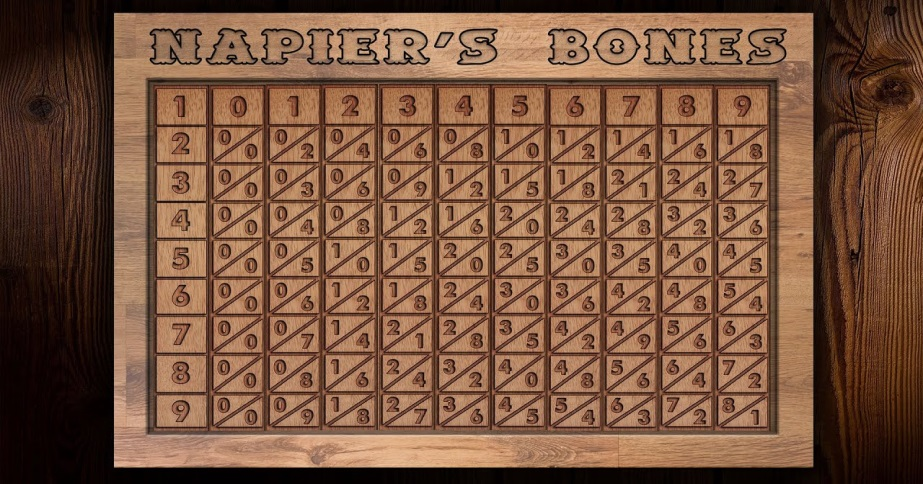 NAPIER'S BONES
1 0 1 2 3 4 5 6 7 8 9
2 0/0 0/2 0/4 0/6 0/8 1/0 1/2 1/4 1/6 1/8
3 0/0 0/3 0/6 0/9 1/2 1/5 1/8 2/1 2/4 2/7
4 0/0 0/4 0/8 1/2 1/6 2/0 2/4 2/8 3/2 3/6
5 0/0 0/5 1/0 1/5 2/0 2/5 3/0 3/5 4/0 4/5
6 0/0 0/6 1/2 1/8 2/4 3/0 3/6 4/2 4/8 5/4
7 0/0 0/7 1/4 2/1 2/8 3/5 4/2 4/9 5/6 6/3
8 0/0 0/8 1/6 2/4 3/2 4/0 4/8 5/6 6/4 7/2
9 0/0 0/9 1/8 2/7 3/6 4/5 5/4 6/3 7/2 8/1